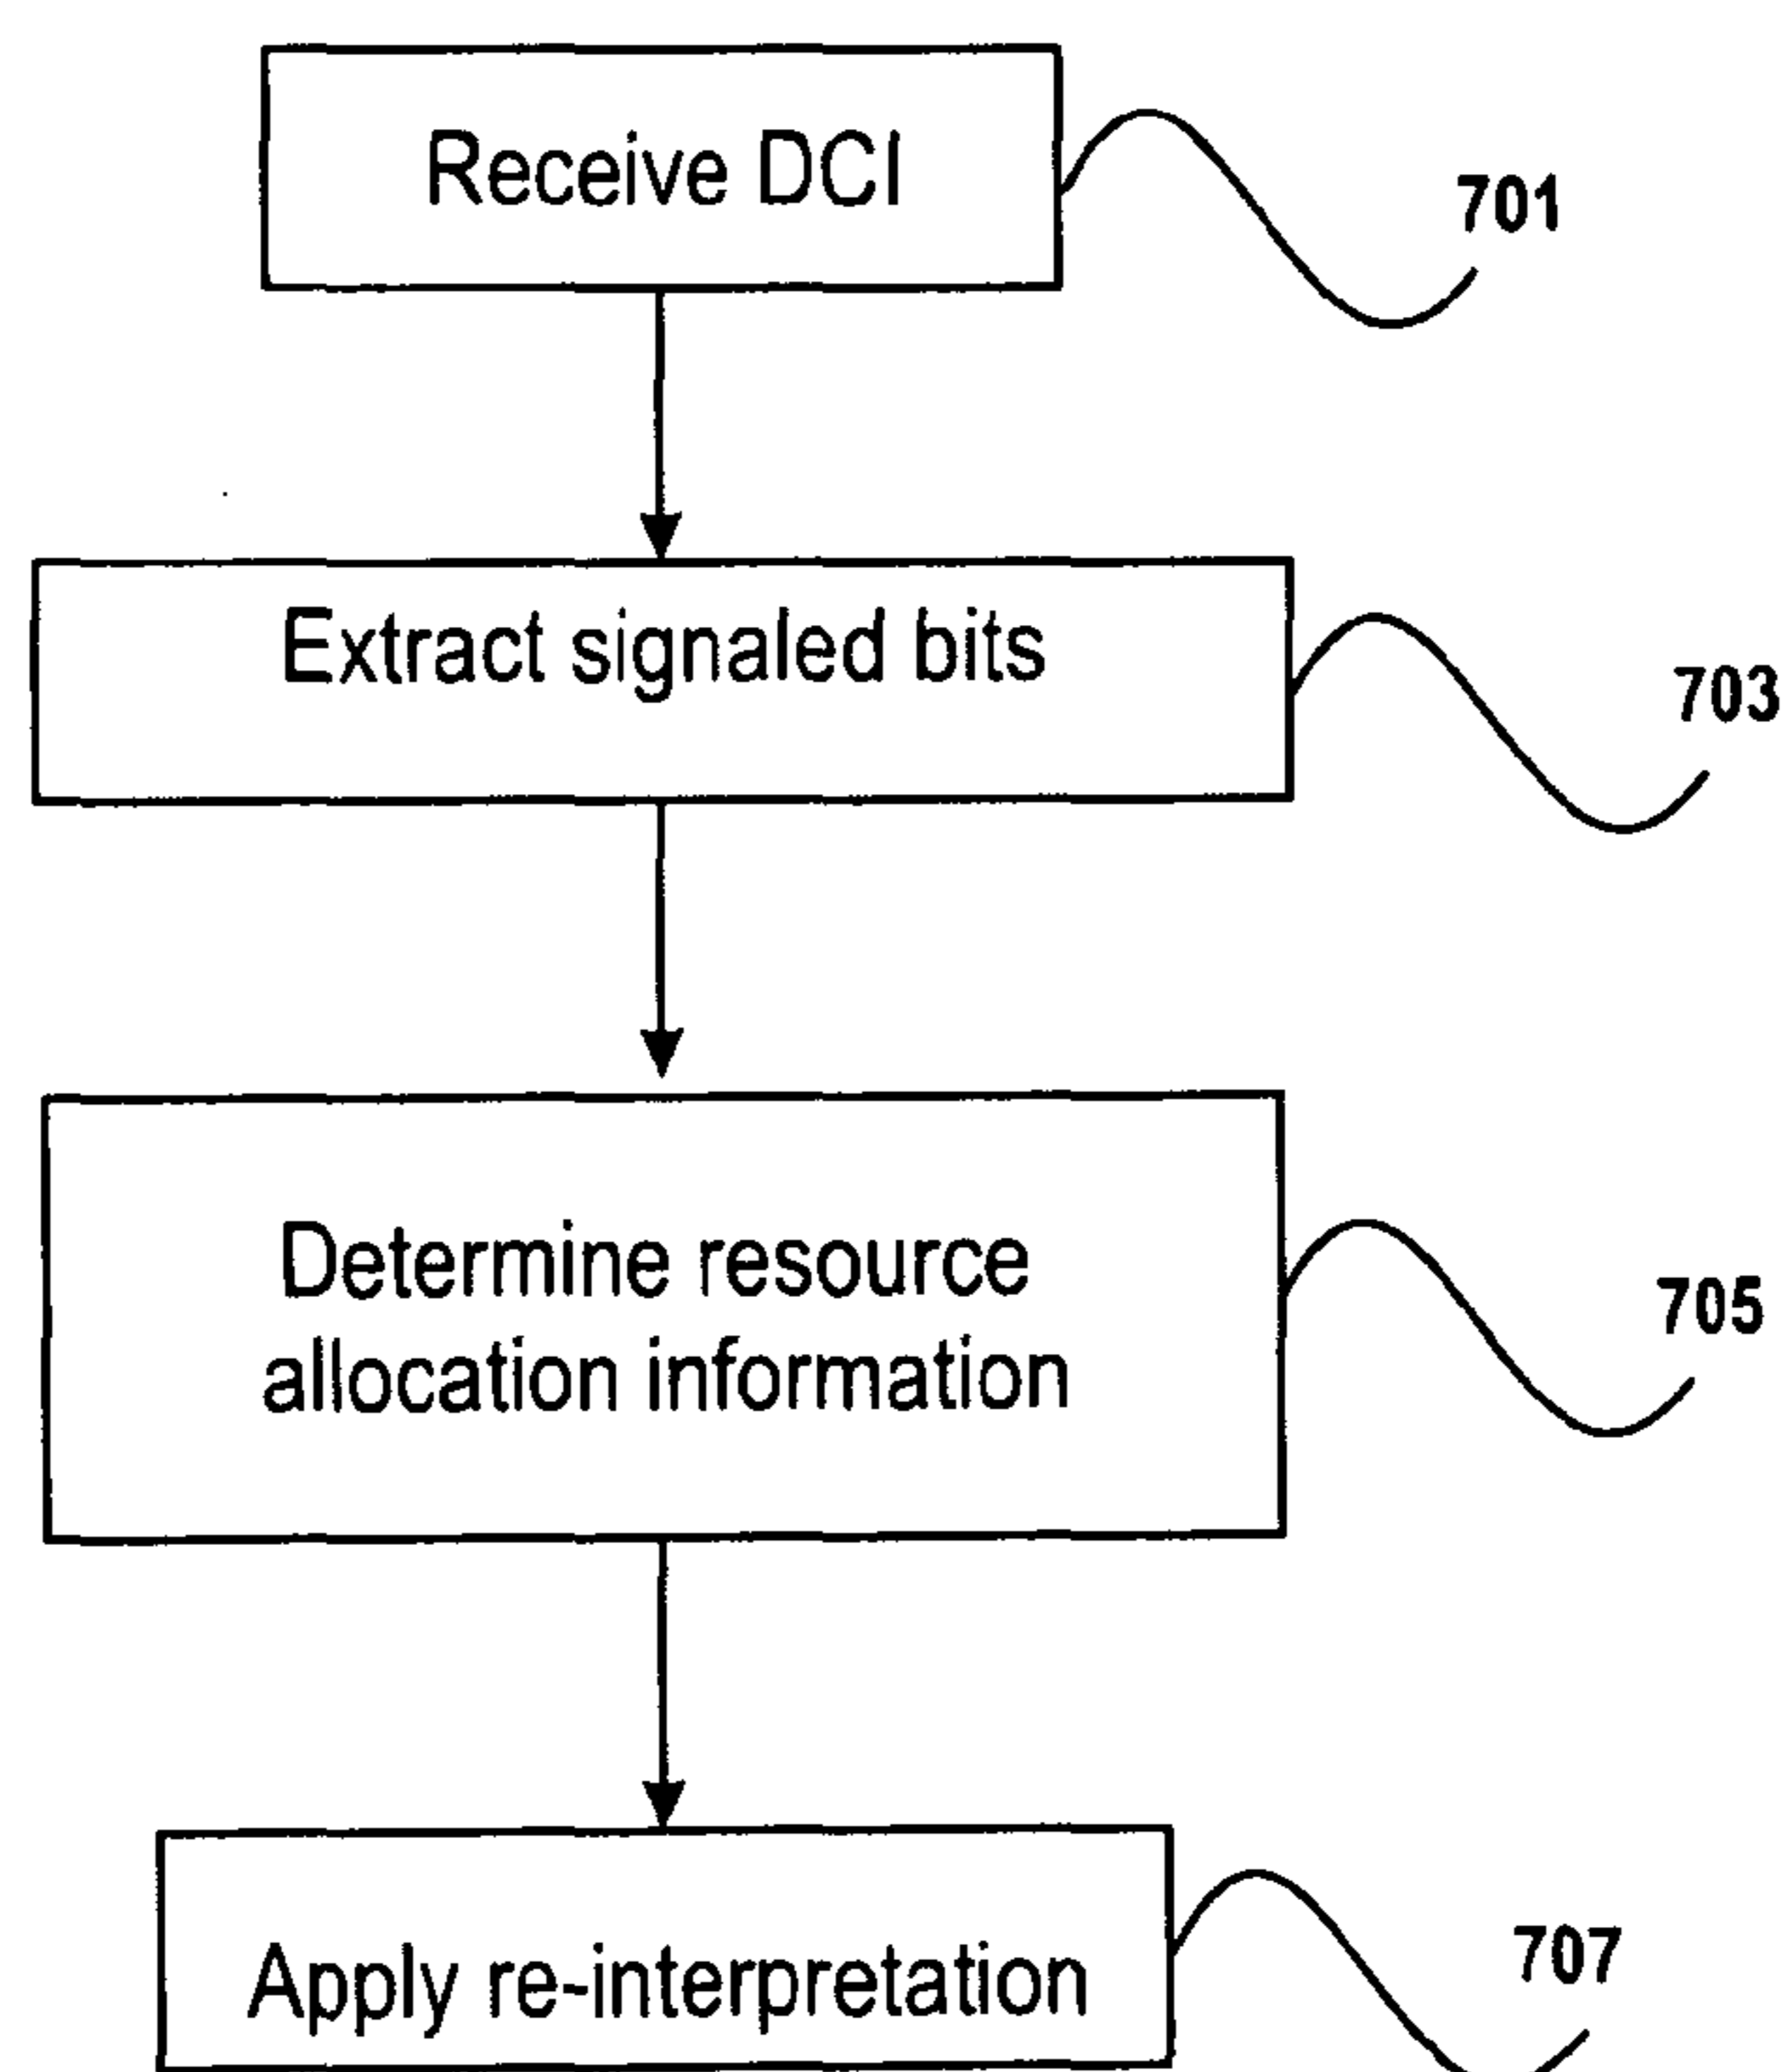 Receive DCI
701
Extract signaled bits
703
Determine resource
allocation information
705
Apply re-interpretation
707